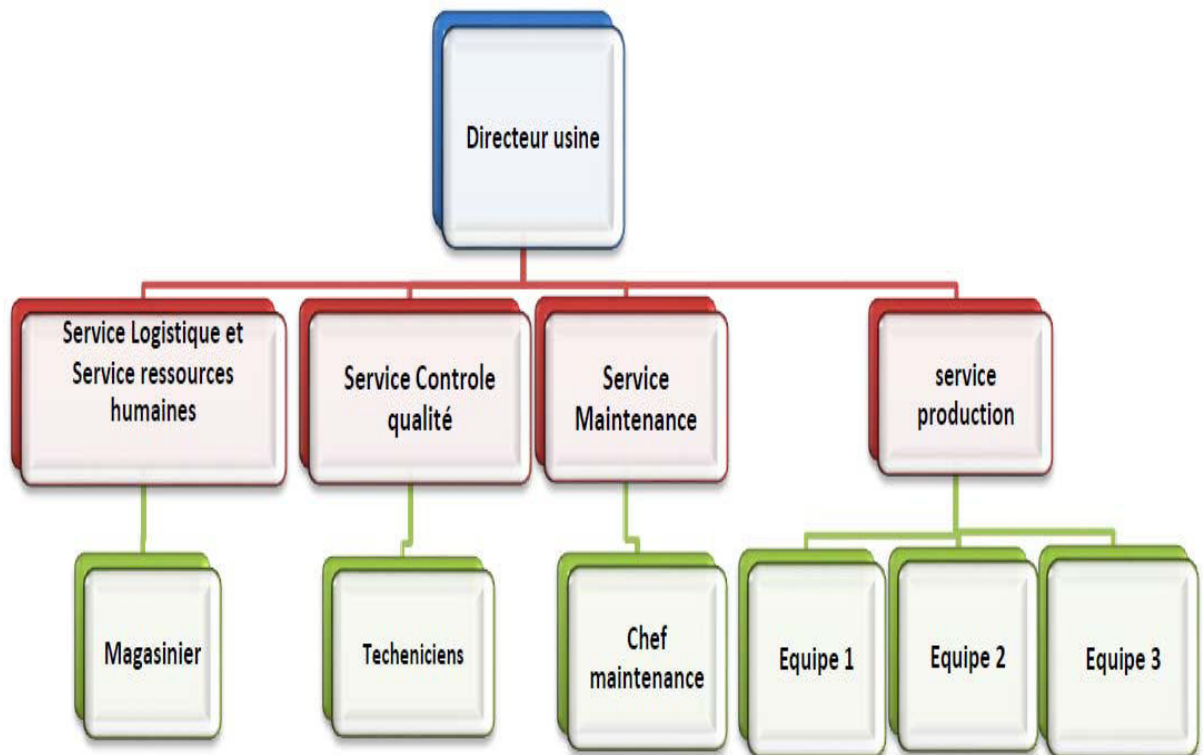 Directeur usine
Service Logistique et
Service ressources
humaines
Service Controle
qualité
Service
Maintenance
service
production
Magasinier
Techeniciens
Chef
maintenance
Equipe 1
Equipe 2
Equipe 3